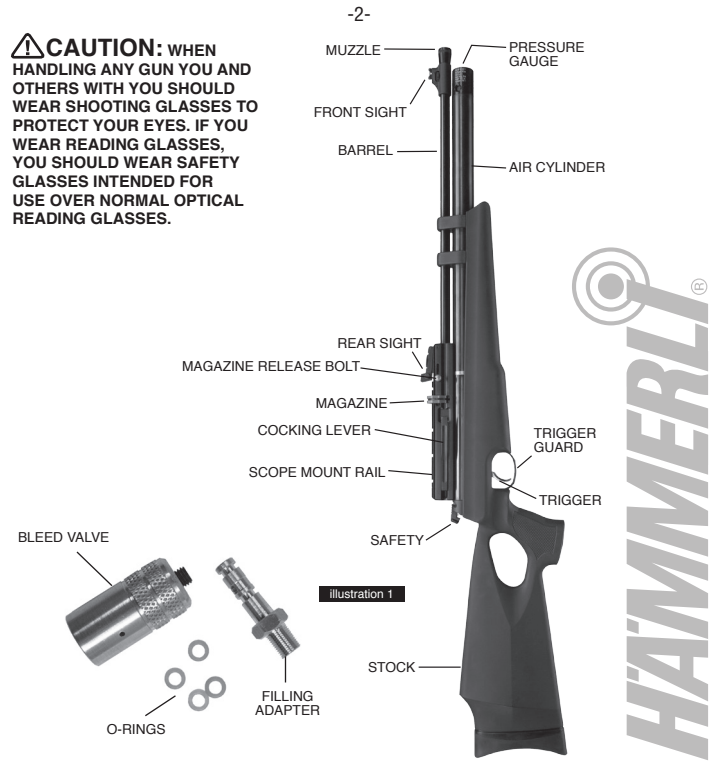 -2-
CAUTION: WHEN
HANDLING ANY GUN YOU AND
OTHERS WITH YOU SHOULD
WEAR SHOOTING GLASSES TO
PROTECT YOUR EYES. IF YOU
WEAR READING GLASSES,
YOU SHOULD WEAR SAFETY
GLASSES INTENDED FOR
USE OVER NORMAL OPTICAL
READING GLASSES.
MUZZLE
PRESSURE
GAUGE
FRONT SIGHT
BARREL
AIR CYLINDER
REAR SIGHT
MAGAZINE RELEASE BOLT
MAGAZINE
COCKING LEVER
TRIGGER
GUARD
SCOPE MOUNT RAIL
TRIGGER
SAFETY
BLEED VALVE
illustration 1
STOCK
FILLING
ADAPTER
O-RINGS
HÄMMERLI®